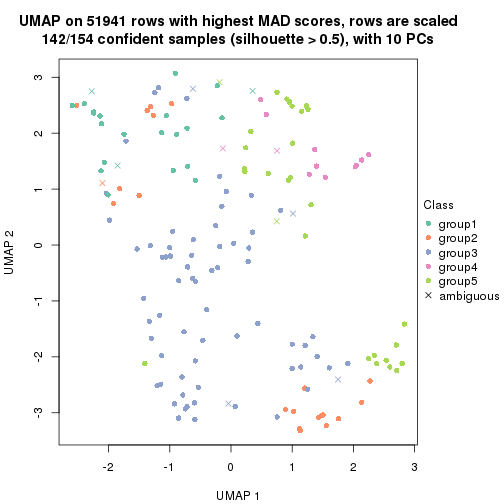 UMAP on 51941 rows with highest MAD scores, rows are scaled
142/154 confident samples (silhouette > 0.5), with 10 PCs
3
2
1
0
-1
-2
-3
UMAP 2
-2
-1
0
1
2
3
UMAP 1
Class
group1
group2
group3
group4
group5
ambiguous